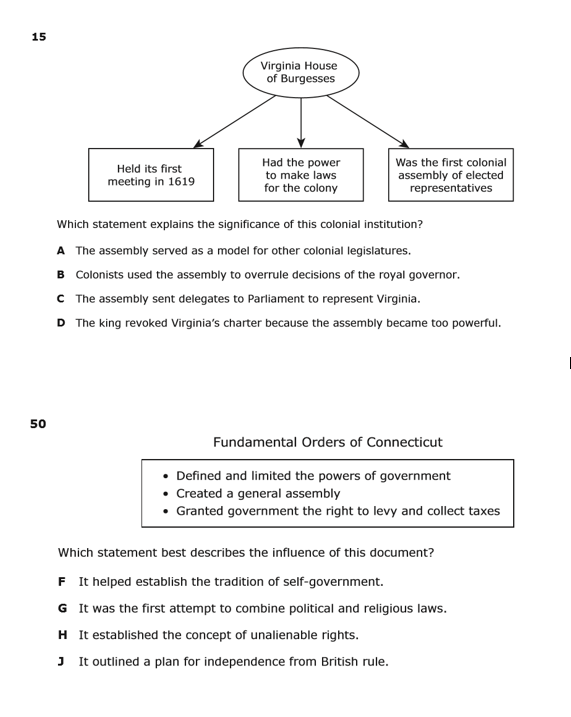 15
Virginia House
of Burgesses
Held its first
meeting in 1619
Had the power
to make laws
for the colony
Was the first colonial
assembly of elected
representatives
Which statement explains the significance of this colonial institution?
A The assembly served as a model for other colonial legislatures.
B Colonists used the assembly to overrule decisions of the royal governor.
C The assembly sent delegates to Parliament to represent Virginia.
D The king revoked Virginia’s charter because the assembly became too powerful.
50
Fundamental Orders of Connecticut
• Defined and limited the powers of government
• Created a general assembly
• Granted government the right to levy and collect taxes
Which statement best describes the influence of this document?
F It helped establish the tradition of self-government.
G It was the first attempt to combine political and religious laws.
H It established the concept of unalienable rights.
J It outlined a plan for independence from British rule.